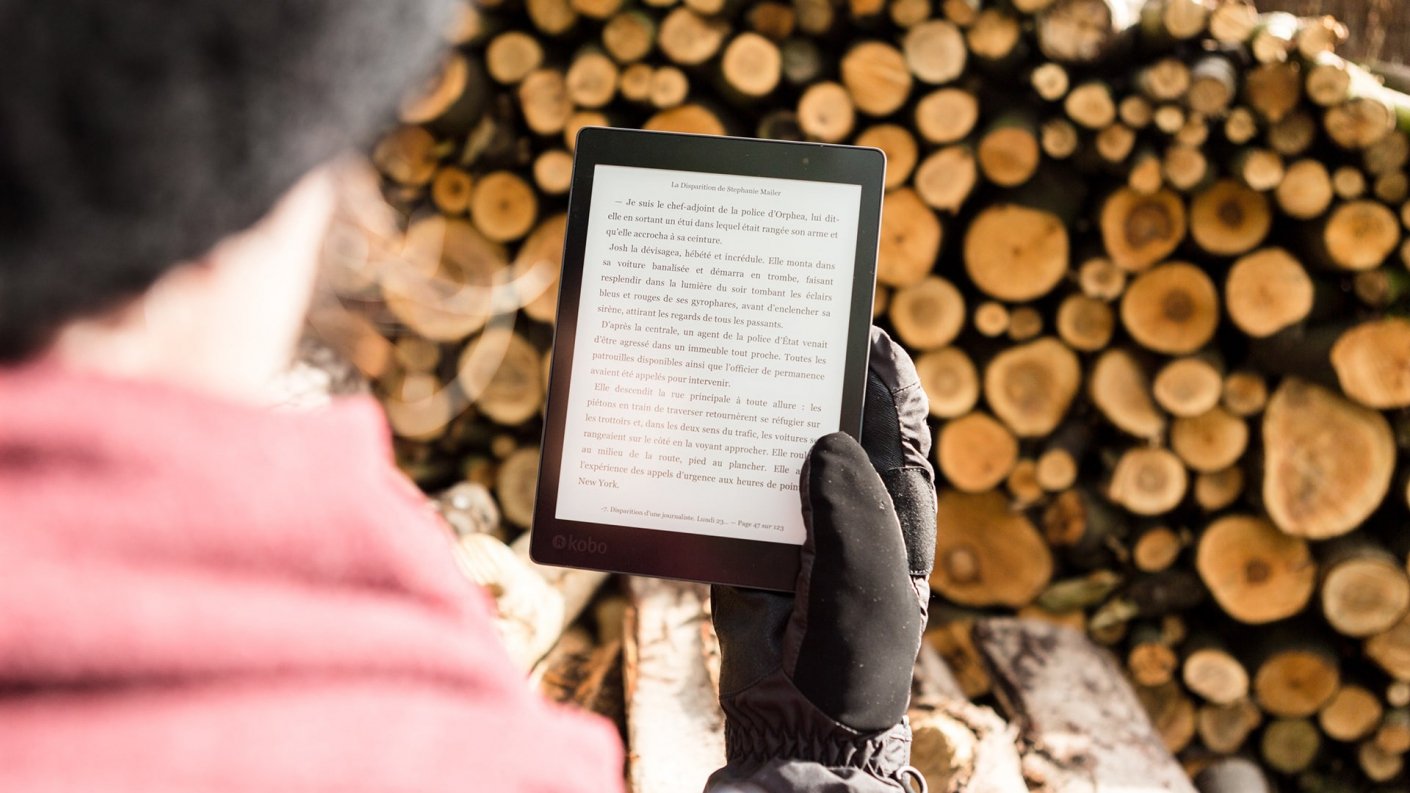 La Disparition de Stephanie Mailer
— Je suis le chef-adjoint de la police d'Orphea, lui dit-
elle en sortant un étui dans lequel était rangée son arme et
qu'elle accrocha à sa ceinture.
Josh la dévisagea, hébété et incrédule. Elle monta dans
sa voiture banalisée et démarra en trombe, faisant
resplendir dans la lumière du soir tombant les éclairs
bleus et rouges de ses gyrophares, avant d'enclencher sa
sirène, attirant les regards de tous les passants.
D'après la centrale, un agent de la police d'État venait
d'être agressé dans un immeuble tout proche. Toutes les
patrouilles disponibles ainsi que l'officier de permanence
avaient été appelés pour intervenir.
Elle descendit la rue principale à toute allure : les
piétons en train de traverser retournèrent se réfugier sur
les trottoirs et, dans les deux sens du trafic, les voitures
rangeaient sur le côté en la voyant approcher. Elle
au milieu de la route, pied au plancher. Elle
l'expérience des appels d'urgence aux heures de
New York.
-7. Disparition d'une journaliste. Lundi 23... — Page 47 sur 123
kobo